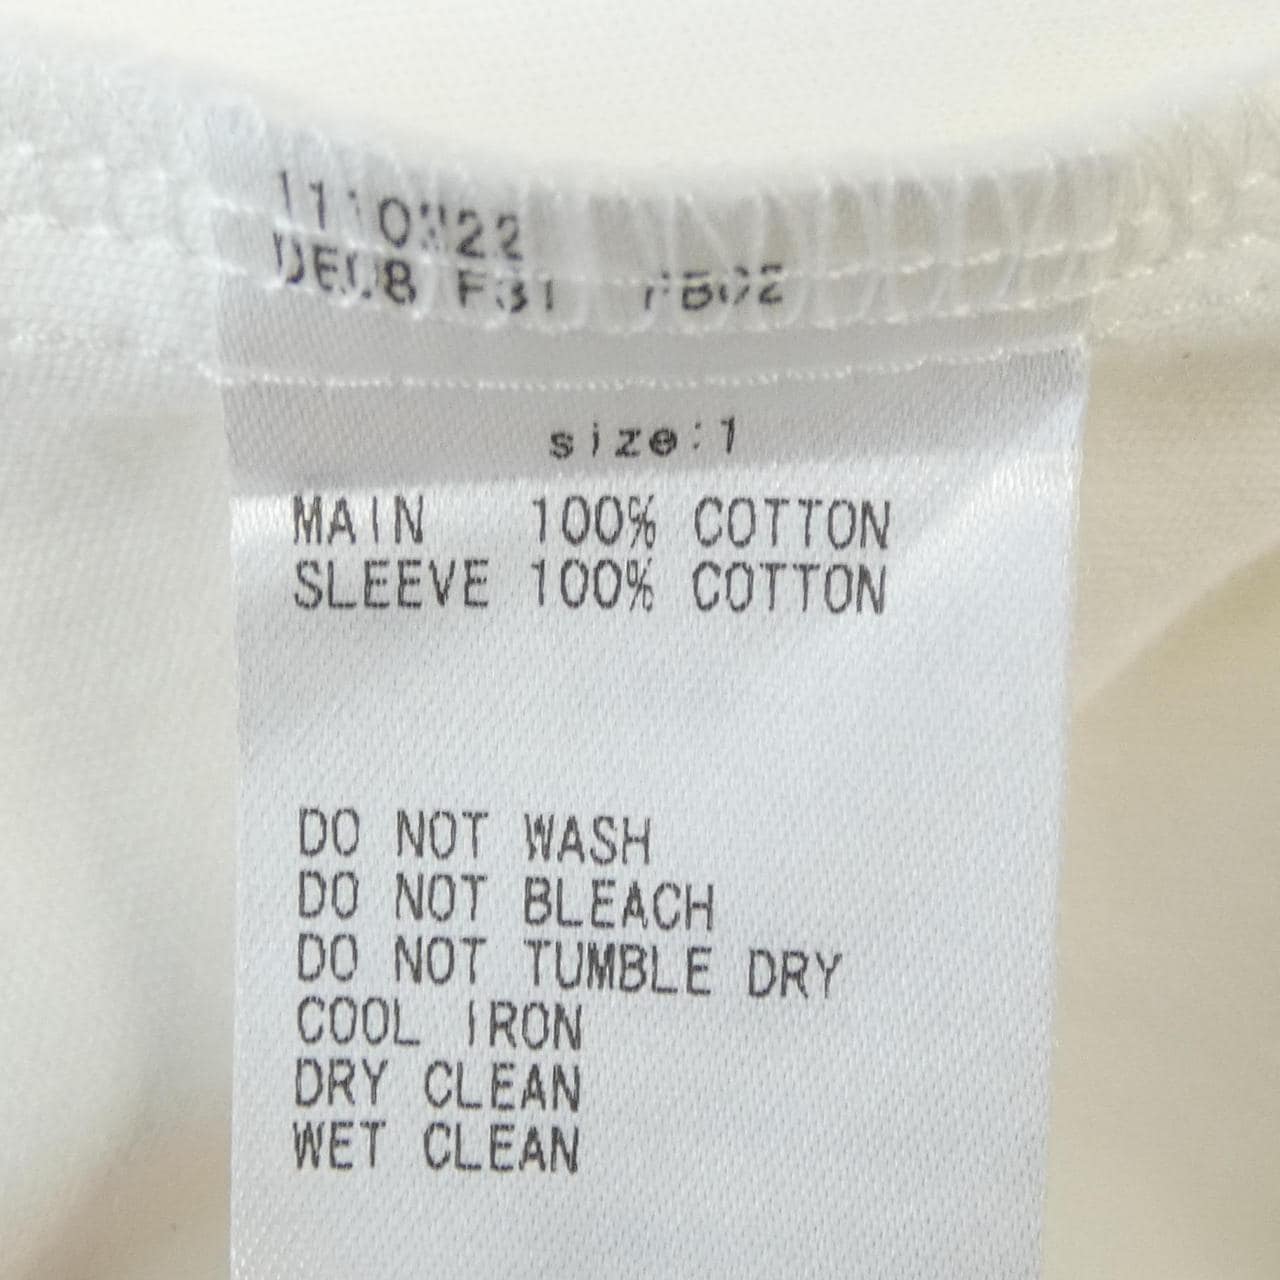 size:1
MAIN 100% COTTON
SLEEVE 100% COTTON
DO NOT WASH
DO NOT BLEACH
DO NOT TUMBLE DRY
COOL IRON
DRY CLEAN
WET CLEAN